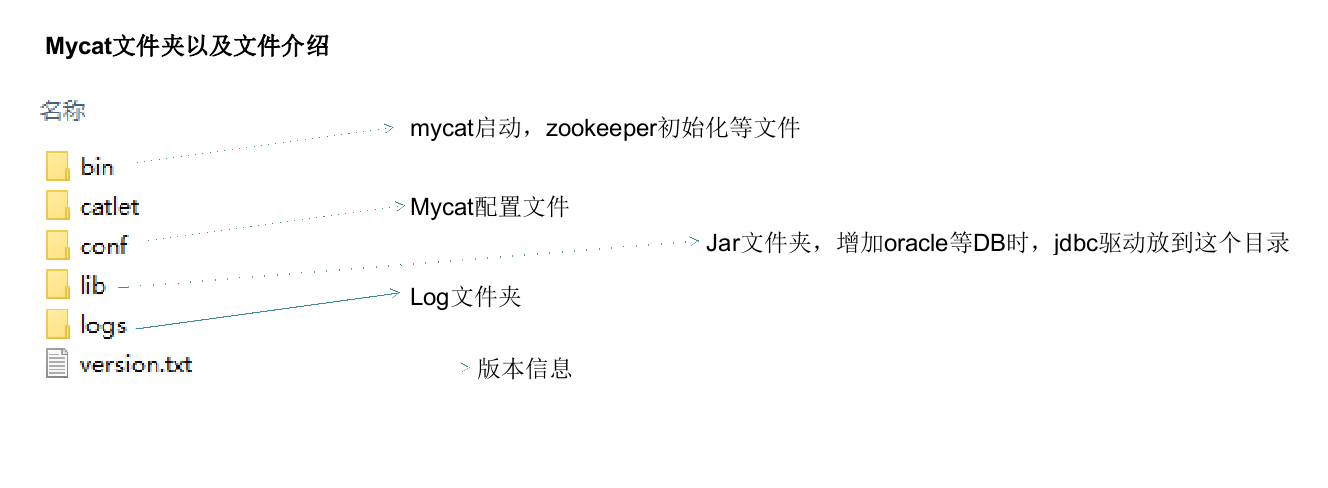 Mycat文件夹以及文件介绍
名称
mycat启动，zookeeper初始化等文件
bin
catlet
Mycat配置文件
conf
Jar文件夹，增加oracle等DB时，jdbc驱动放到这个目录
lib
Log文件夹
logs
version.txt
版本信息